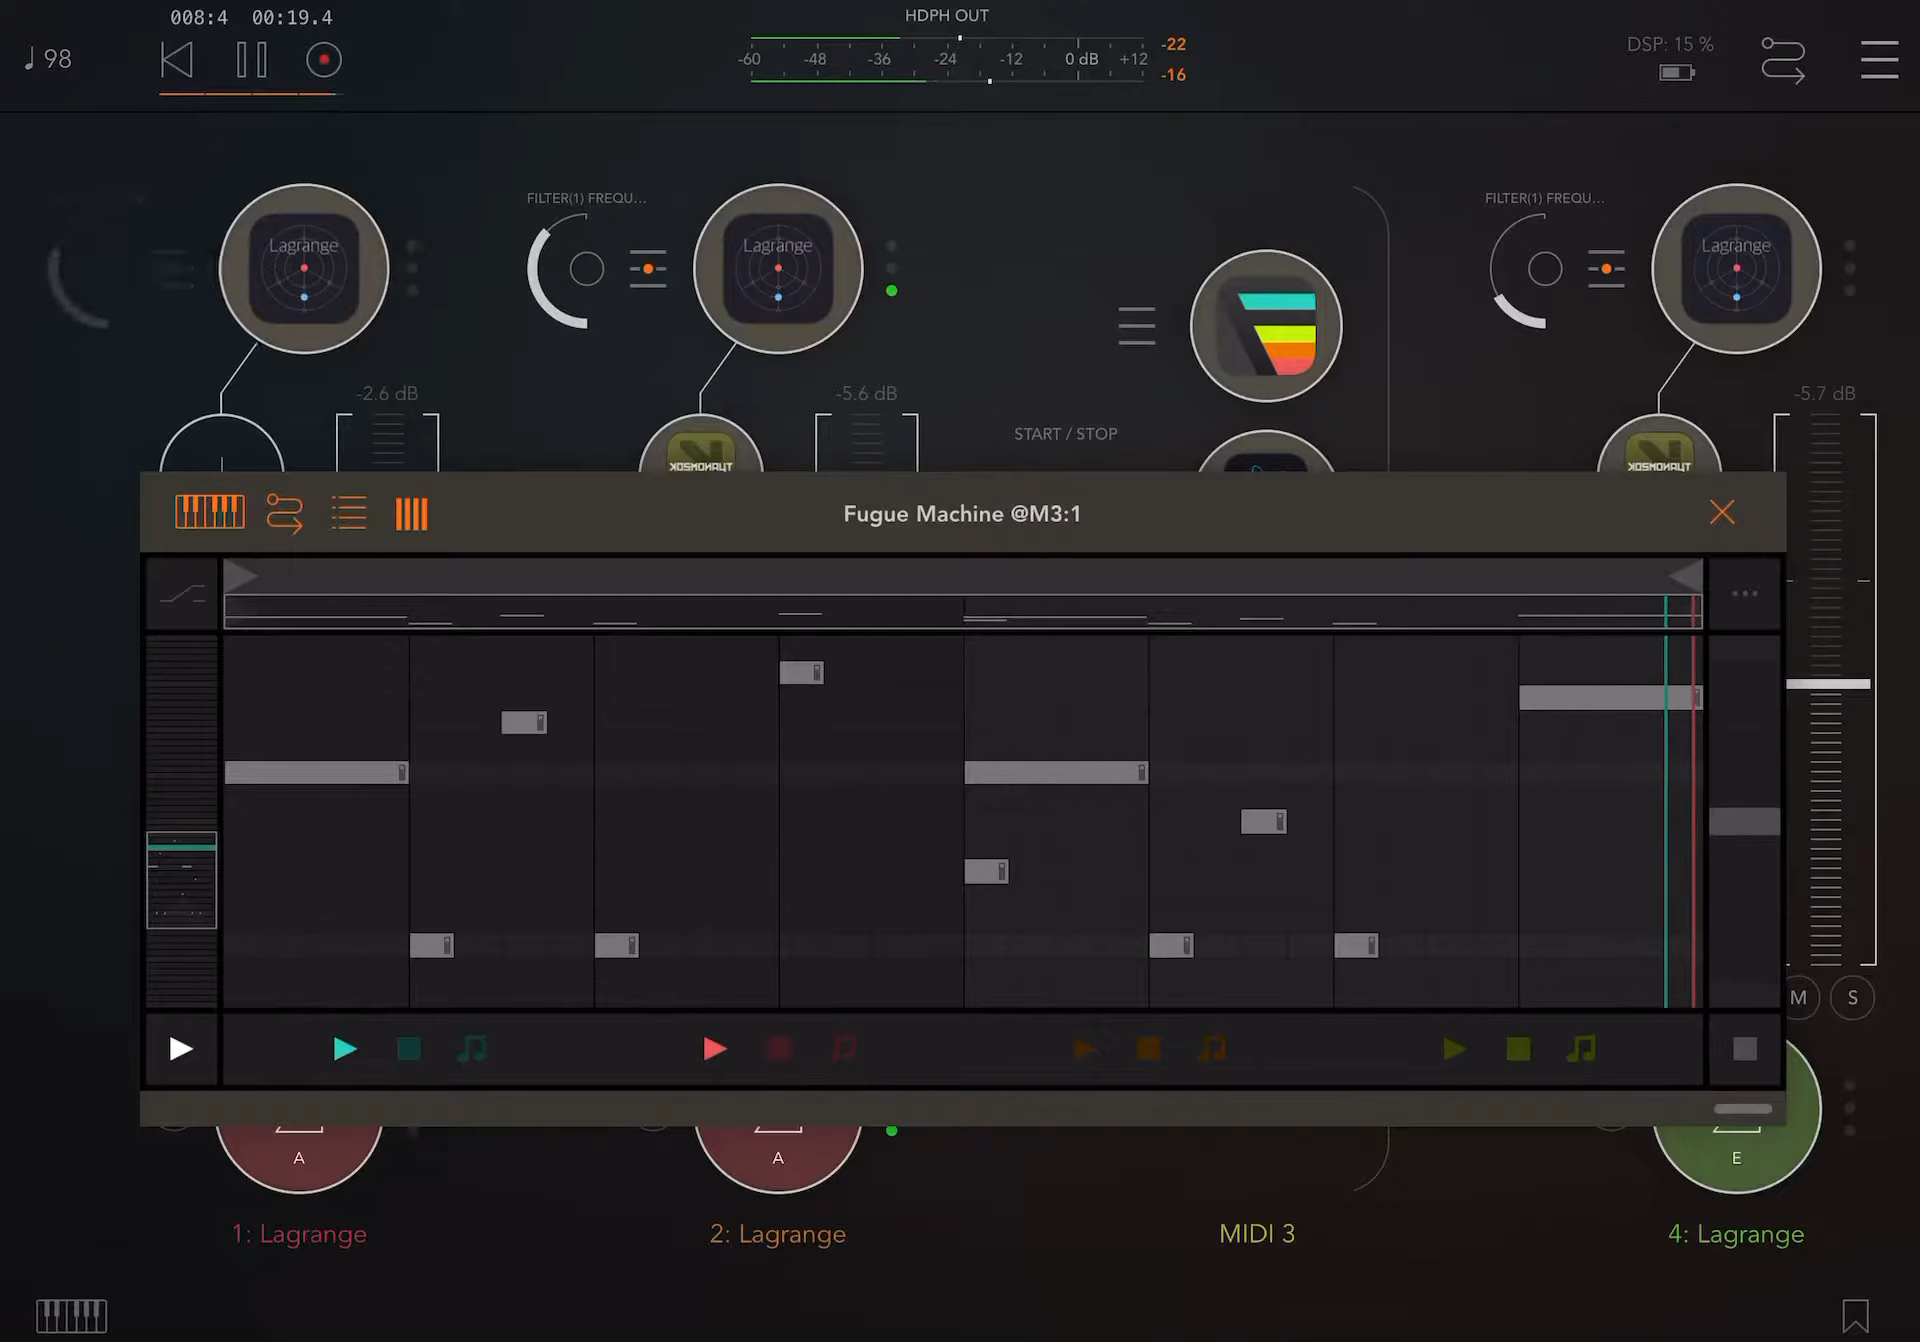 008:4 00:19.4
98
HDPH OUT
-60 -48 -36 -24 -12 0 dB +12
-22
-16
DSP: 15 %
FILTER(1) FREQU...
FILTER(1) FREQU...
Lagrange
Lagrange
Lagrange
-2.6 dB
-5.6 dB
-5.7 dB
START / STOP
KOSMONAUT
KOSMONAUT
Fugue Machine @M3:1
M S
A
A
E
1: Lagrange
2: Lagrange
MIDI 3
4: Lagrange